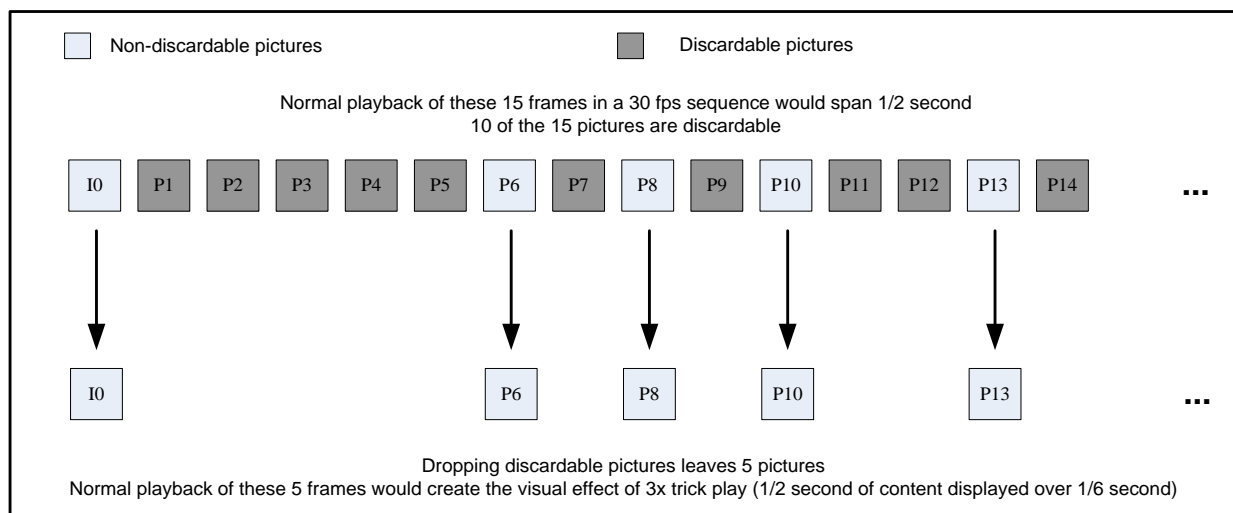 Non-discardable pictures Discardable pictures
Normal playback of these 15 frames in a 30 fps sequence would span 1/2 second
10 of the 15 pictures are discardable
I0 P1 P2 P3 P4 P5 P6 P7 P8 P9 P10 P11 P12 P13 P14 ...
I0 P6 P8 P10 P13 ...
Dropping discardable pictures leaves 5 pictures
Normal playback of these 5 frames would create the visual effect of 3x trick play (1/2 second of content displayed over 1/6 second)